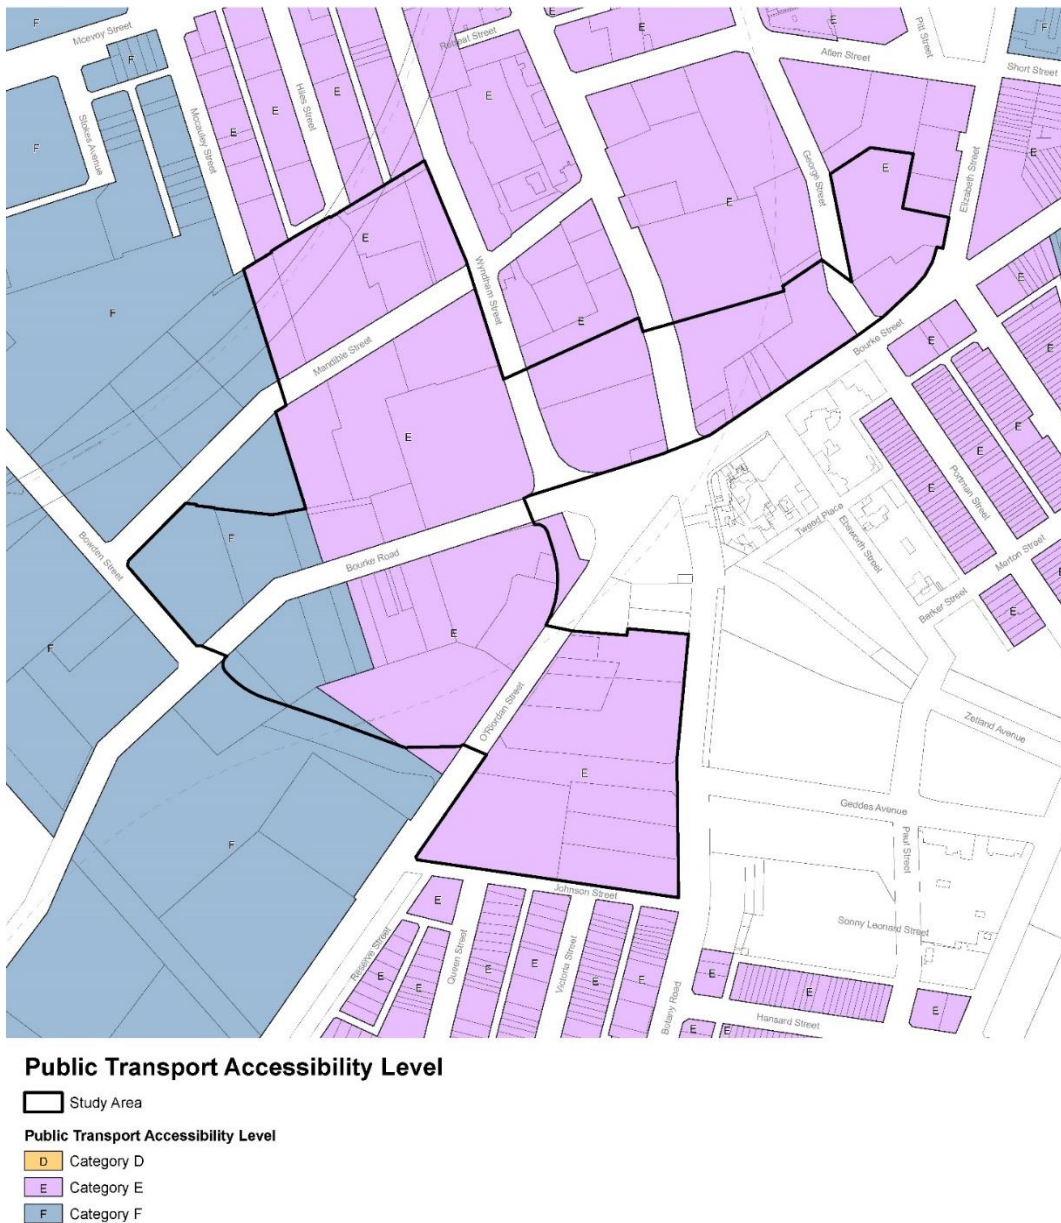 F
Mcevoy Street
F
E
Retreat Street
E
E
Pitt Street
F
Allen Street
Short Street
Stokes Avenue
F
Mccauley Street
E
E
Hiles Street
E
E
George Street
E
Elizabeth Street
E
E
E
Wyndham Street
E
E
F
Mandible Street
E
Bourke Street
E
E
E
E
Portman Street
E
Tweed Place
Ebsworth Street
Merton Street
Barker Street
E
Bowden Street
F
Bourke Road
F
E
O'Riordan Street
Zetland Avenue
E
Geddes Avenue
Paul Street
F
Johnson Street
E
Sonny Leonard Street
Reserve Street
E
E
Queen Street
E
E
Victoria Street
E
E
Botany Road
E
E
E
Hansard Street
E
E
Public Transport Accessibility Level
Study Area
Public Transport Accessibility Level
D Category D
E Category E
F Category F